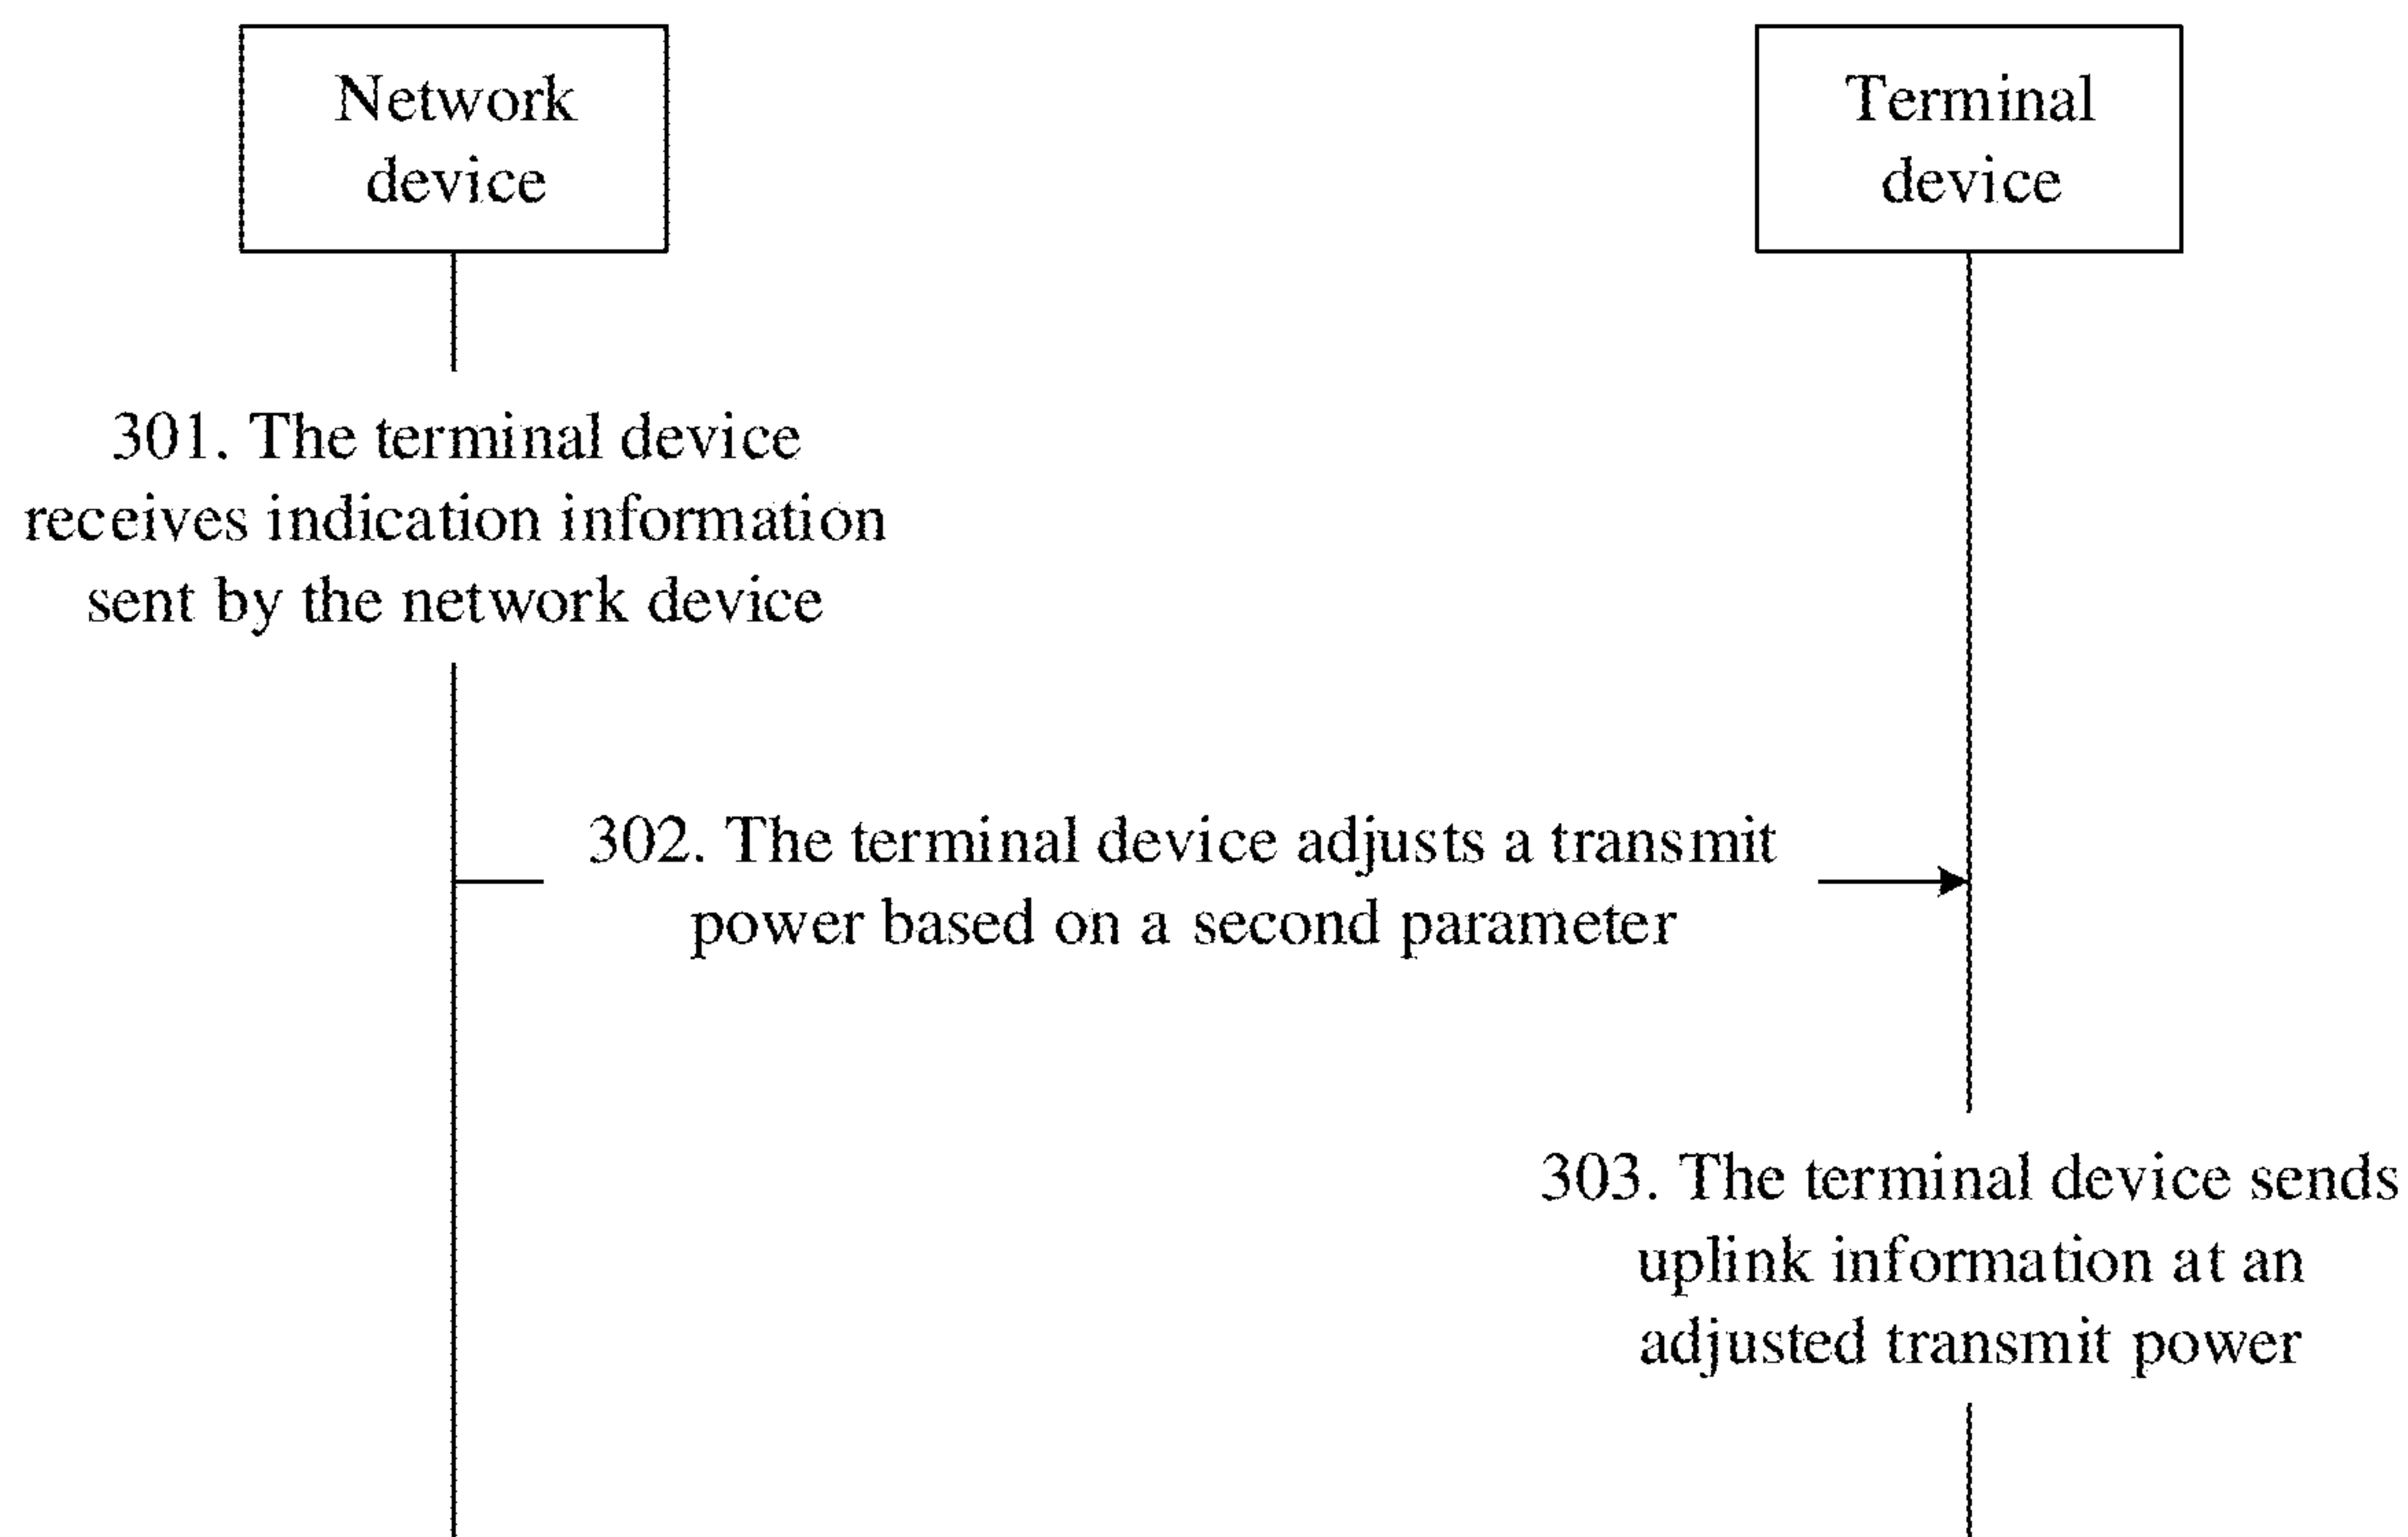 Network
device
Terminal
device
301. The terminal device
receives indication information
sent by the network device
302. The terminal device adjusts a transmit
power based on a second parameter
303. The terminal device sends
uplink information at an
adjusted transmit power